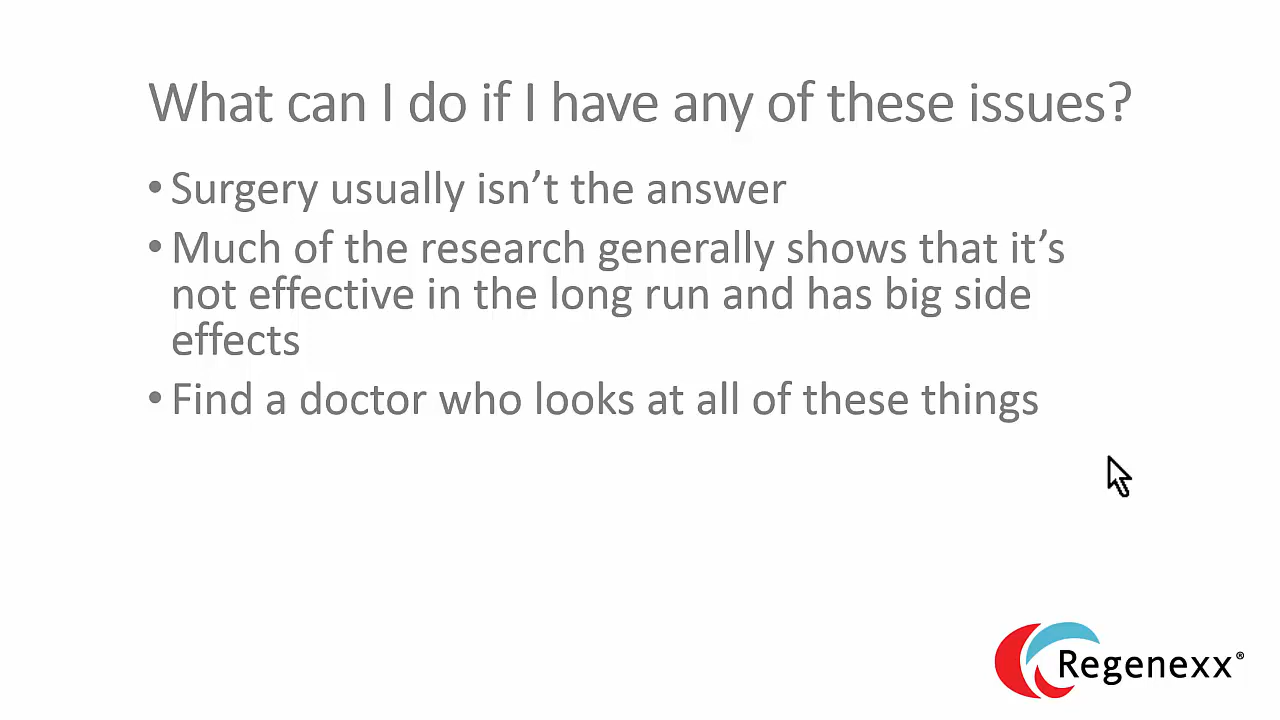 What can I do if I have any of these issues?
• Surgery usually isn’t the answer
• Much of the research generally shows that it’s
not effective in the long run and has big side
effects
• Find a doctor who looks at all of these things
Regenexx®